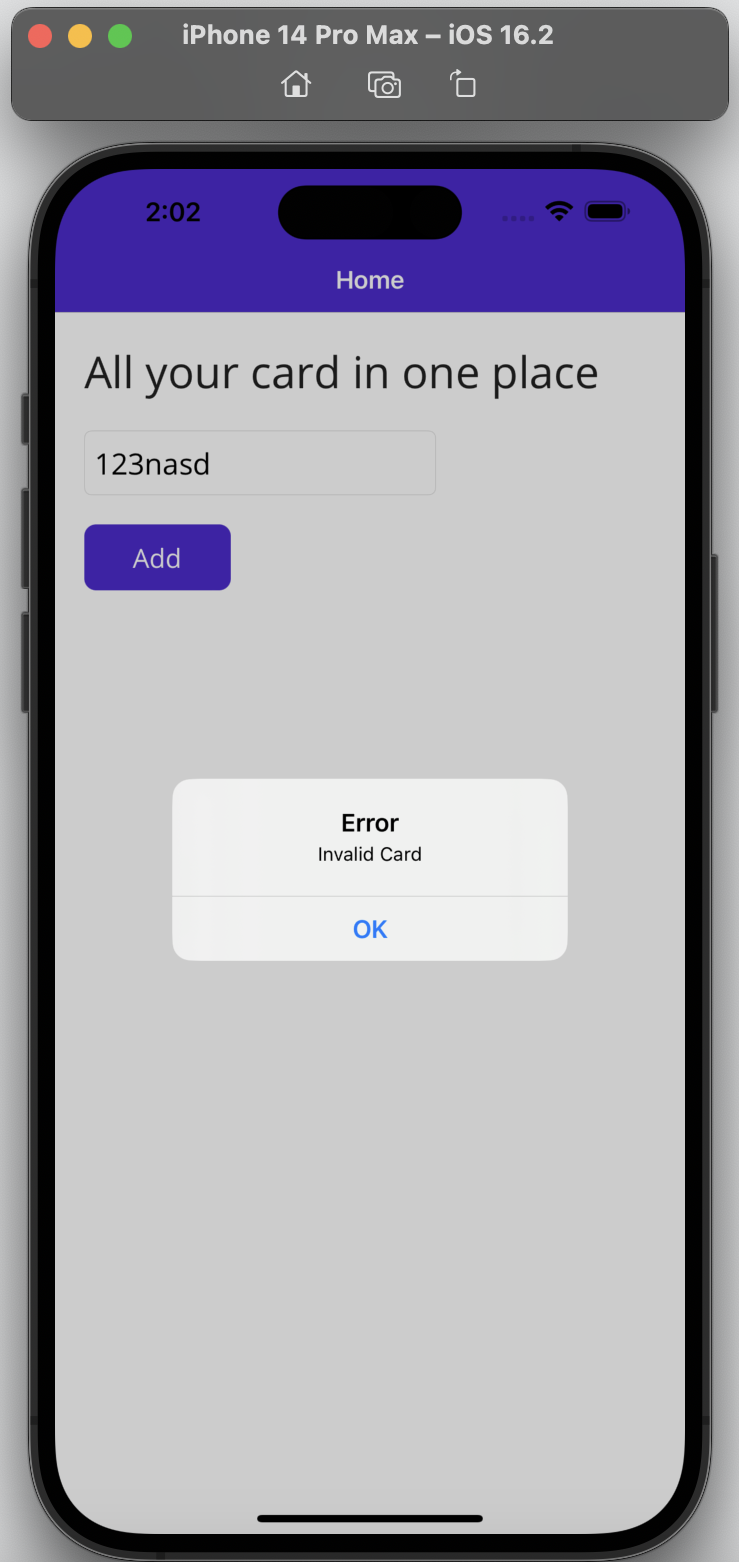 iPhone 14 Pro Max – iOS 16.2
2:02
Home
All your card in one place
123nasd
Add
Error
Invalid Card
OK